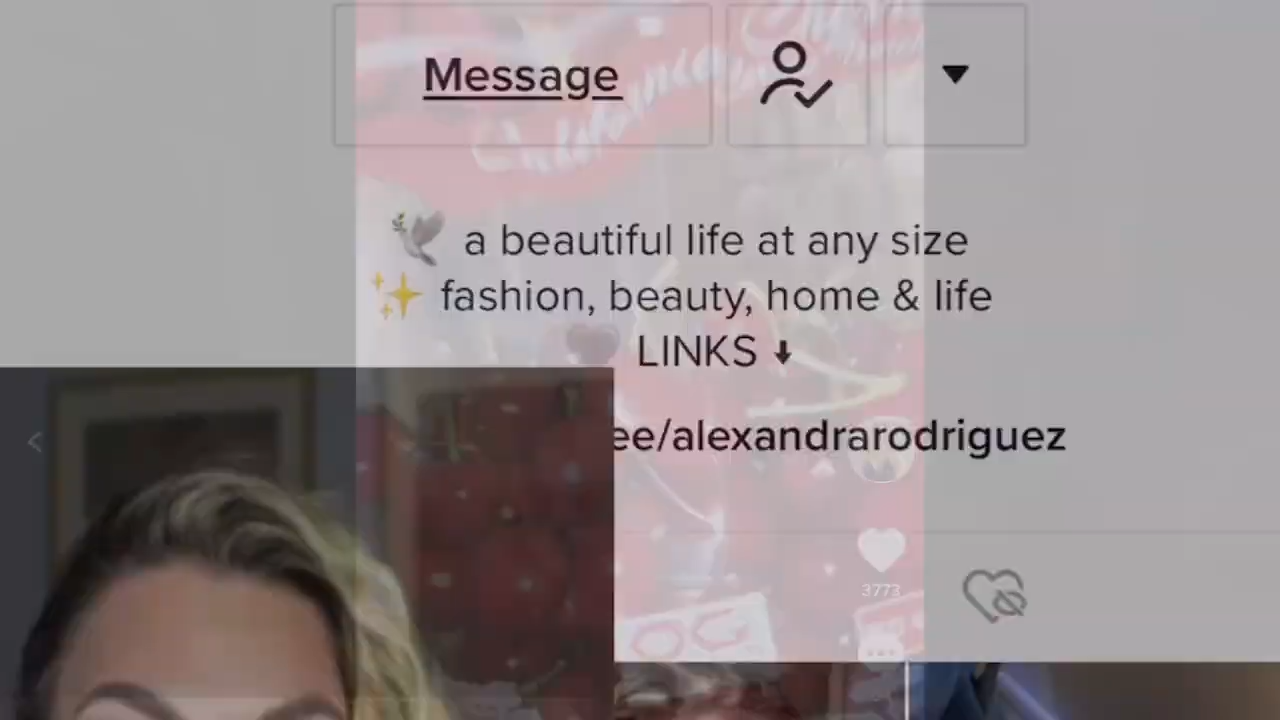 Message
a beautiful life at any size
fashion, beauty, home & life
LINKS
ee/alexandrarodriguez
3773